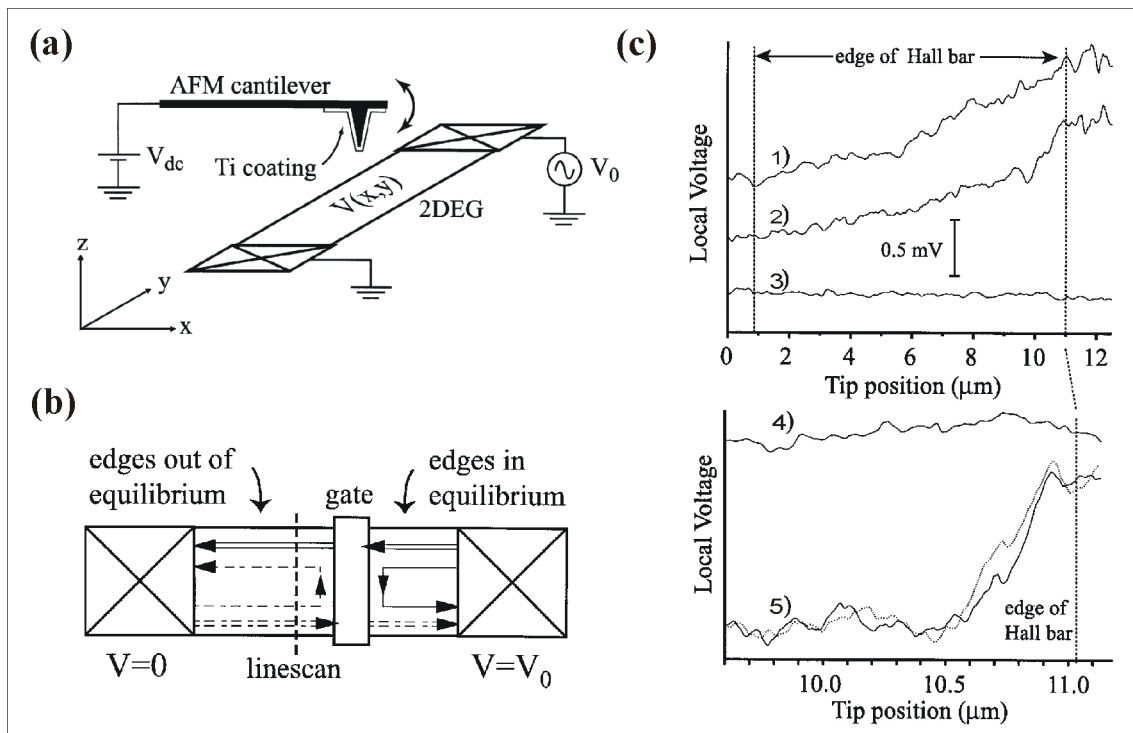 (a)
AFM cantilever
V_dc
Ti coating
V(x,y)
2DEG
V_0
z
y
x
(b)
edges out of
equilibrium
gate
edges in
equilibrium
V=0
linescan
V=V_0
(c)
edge of Hall bar
Local Voltage
1)
2)
0.5 mV
3)
0 2 4 6 8 10 12
Tip position (μm)
4)
Local Voltage
5)
edge of
Hall bar
10.0 10.5 11.0
Tip position (μm)